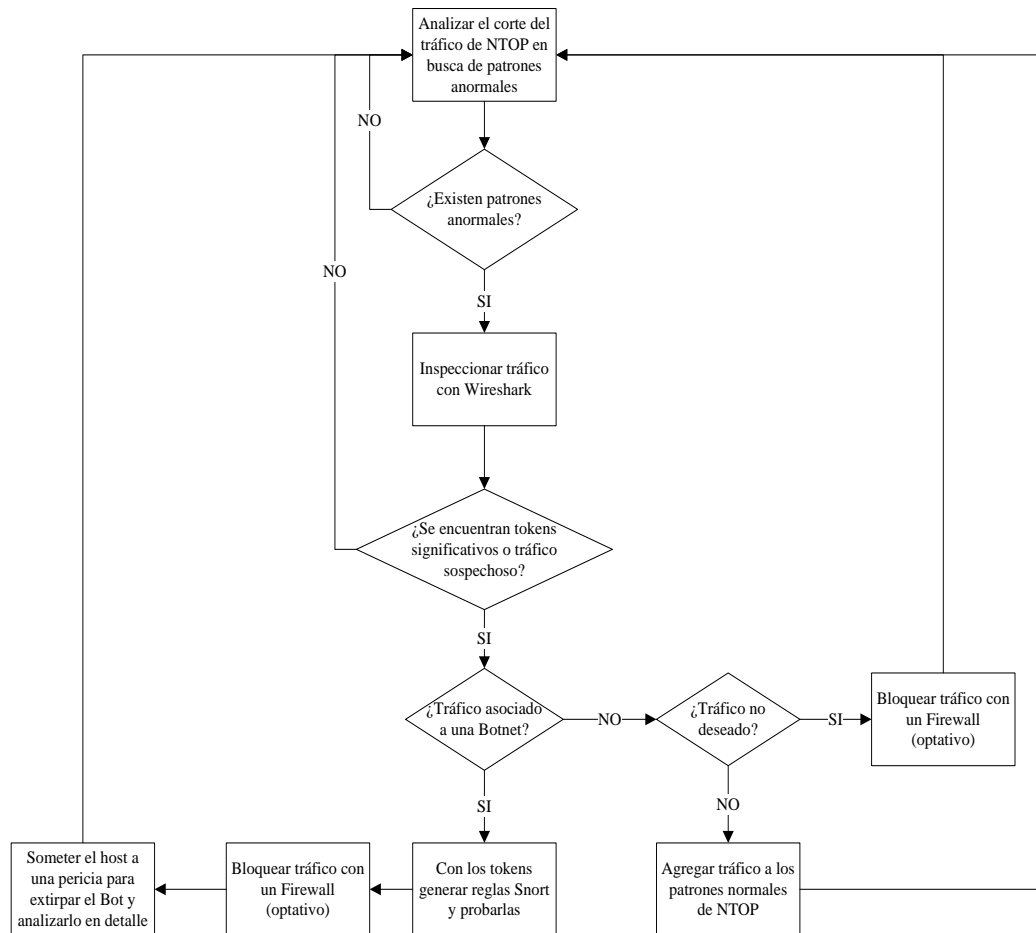 Analizar el corte del
tráfico de NTOP en
busca de patrones
anormales
NO
¿Existen patrones
anormales?
NO
SI
Inspeccionar tráfico
con Wireshark
¿Se encuentran tokens
significativos o tráfico
sospechoso?
SI
¿Tráfico asociado
a una Botnet?
NO
¿Tráfico no
deseado?
SI
Bloquear tráfico con
un Firewall
(optativo)
SI
NO
Someter el host a
una pericia para
extirpar el Bot y
analizarlo en detalle
Bloquear tráfico con
un Firewall
(optativo)
Con los tokens
generar reglas Snort
y probarlas
Agregar tráfico a los
patrones normales
de NTOP